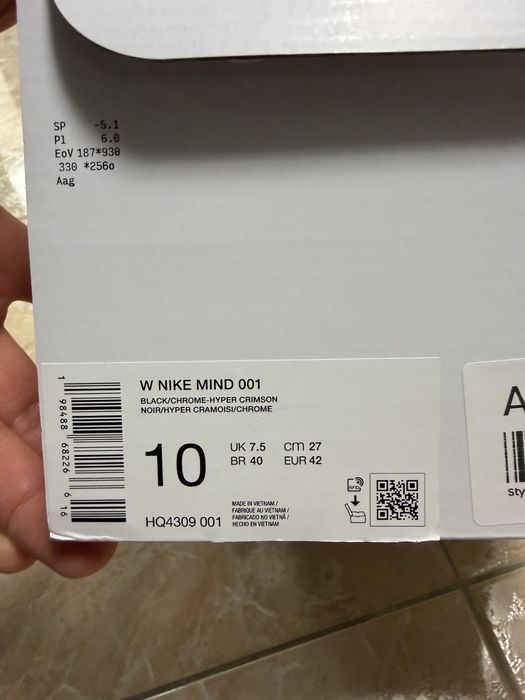 SP -5.1
Pl 6.0
EoV 187*930
330 *256o
Aag
W NIKE MIND 001
BLACK/CHROME-HYPER CRIMSON
NOIR/HYPER CRAMOISI/CHROME
10
UK 7.5 CM 27
BR 40 EUR 42
HQ4309 001
MADE IN VIETNAM /
FABRIQUE AU VIETNAM /
FABRICADO NO VIETNÃ /
HECHO EN VIETNAM
1 98488 68226 6 16
A
Sty